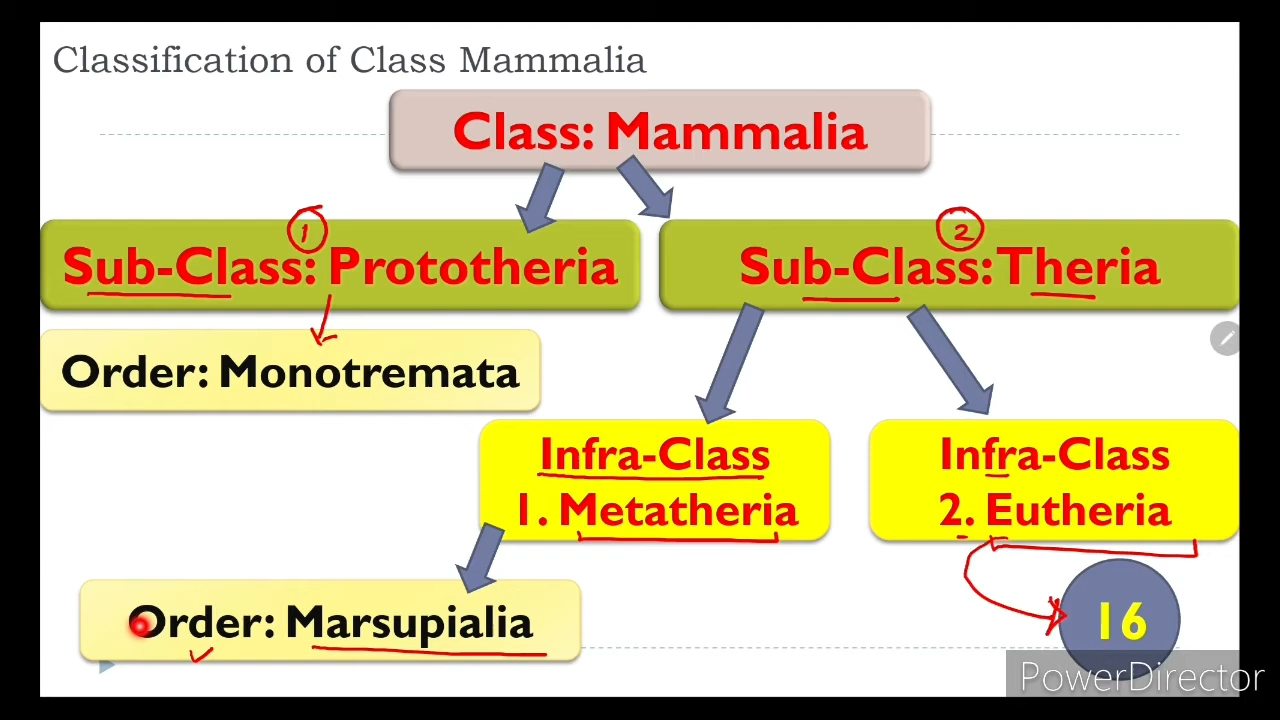 Classification of Class Mammalia
Class: Mammalia
1
2
Sub-Class: Prototheria
Sub-Class: Theria
Order: Monotremata
Infra-Class
1. Metatheria
Infra-Class
2. Eutheria
Order: Marsupialia
16
PowerDirector